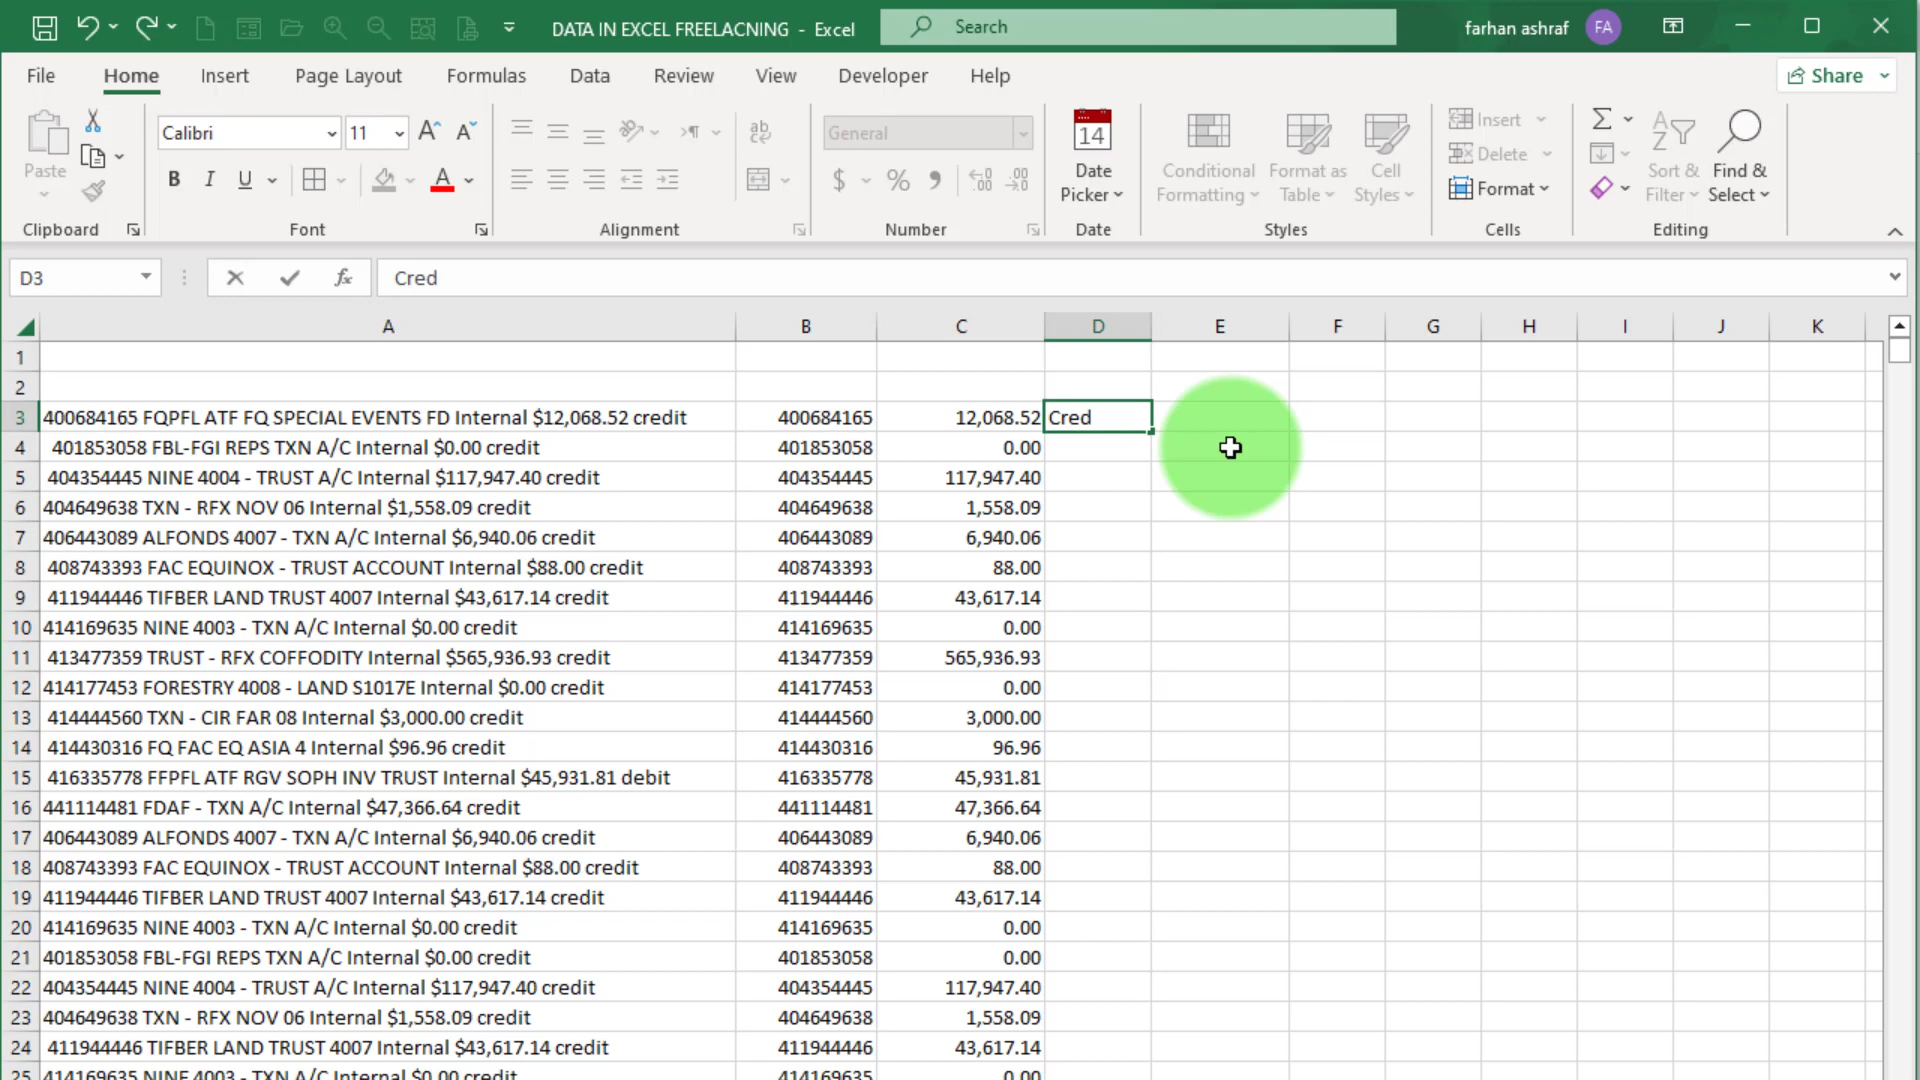 DATA IN EXCEL FREELACNING - Excel
Search
farhan ashraf FA
File Home Insert Page Layout Formulas Data Review View Developer Help Share
Calibri 11 A A ab General 14 Insert Σ A Z
Paste Date Picker Conditional Formatting Format as Table Cell Styles Delete Sort & Filter Find & Select
B I U A $ % , Format
Clipboard Font Alignment Number Date Styles Cells Editing
D3 fx Cred
A B C D E F G H I J K
1
2
3 400684165 FQPFL ATF FQ SPECIAL EVENTS FD Internal $12,068.52 credit 400684165 12,068.52 Cred
4 401853058 FBL-FGI REPS TXN A/C Internal $0.00 credit 401853058 0.00
5 404354445 NINE 4004 - TRUST A/C Internal $117,947.40 credit 404354445 117,947.40
6 404649638 TXN - RFX NOV 06 Internal $1,558.09 credit 404649638 1,558.09
7 406443089 ALFONDS 4007 - TXN A/C Internal $6,940.06 credit 406443089 6,940.06
8 408743393 FAC EQUINOX - TRUST ACCOUNT Internal $88.00 credit 408743393 88.00
9 411944446 TIFBER LAND TRUST 4007 Internal $43,617.14 credit 411944446 43,617.14
10 414169635 NINE 4003 - TXN A/C Internal $0.00 credit 414169635 0.00
11 413477359 TRUST - RFX COFFODITY Internal $565,936.93 credit 413477359 565,936.93
12 414177453 FORESTRY 4008 - LAND S1017E Internal $0.00 credit 414177453 0.00
13 414444560 TXN - CIR FAR 08 Internal $3,000.00 credit 414444560 3,000.00
14 414430316 FQ FAC EQ ASIA 4 Internal $96.96 credit 414430316 96.96
15 416335778 FFPFL ATF RGV SOPH INV TRUST Internal $45,931.81 debit 416335778 45,931.81
16 441114481 FDAF - TXN A/C Internal $47,366.64 credit 441114481 47,366.64
17 406443089 ALFONDS 4007 - TXN A/C Internal $6,940.06 credit 406443089 6,940.06
18 408743393 FAC EQUINOX - TRUST ACCOUNT Internal $88.00 credit 408743393 88.00
19 411944446 TIFBER LAND TRUST 4007 Internal $43,617.14 credit 411944446 43,617.14
20 414169635 NINE 4003 - TXN A/C Internal $0.00 credit 414169635 0.00
21 401853058 FBL-FGI REPS TXN A/C Internal $0.00 credit 401853058 0.00
22 404354445 NINE 4004 - TRUST A/C Internal $117,947.40 credit 404354445 117,947.40
23 404649638 TXN - RFX NOV 06 Internal $1,558.09 credit 404649638 1,558.09
24 411944446 TIFBER LAND TRUST 4007 Internal $43,617.14 credit 411944446 43,617.14
25 414169635 NINE 4003 - TXN A/C Internal $0.00 credit 414169635 0.00